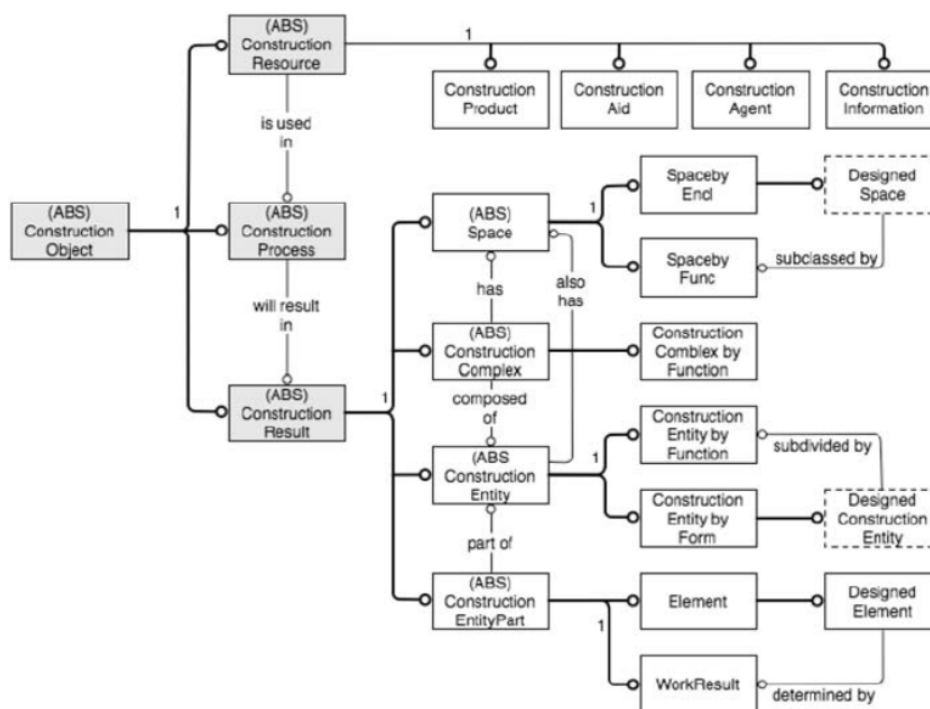 (ABS)
Construction
Resource
1
Construction
Product
Construction
Aid
Construction
Agent
Construction
Information
is used
in
(ABS)
Construction
Object
1
(ABS)
Construction
Process
(ABS)
Space
1
Spaceby
Encl
Designed
Space
Spaceby
Func
subclassed by
also
has
has
will result
in
(ABS)
Construction
Complex
Construction
Comblex by
Function
(ABS)
Construction
Result
1
composed
of
(ABS
Construction
Entity
1
Construction
Entity by
Function
subdivided by
Construction
Entity by
Form
Designed
Construction
Entity
part of
(ABS)
Construction
EntityPart
1
Element
Designed
Element
WorkResult
determined by